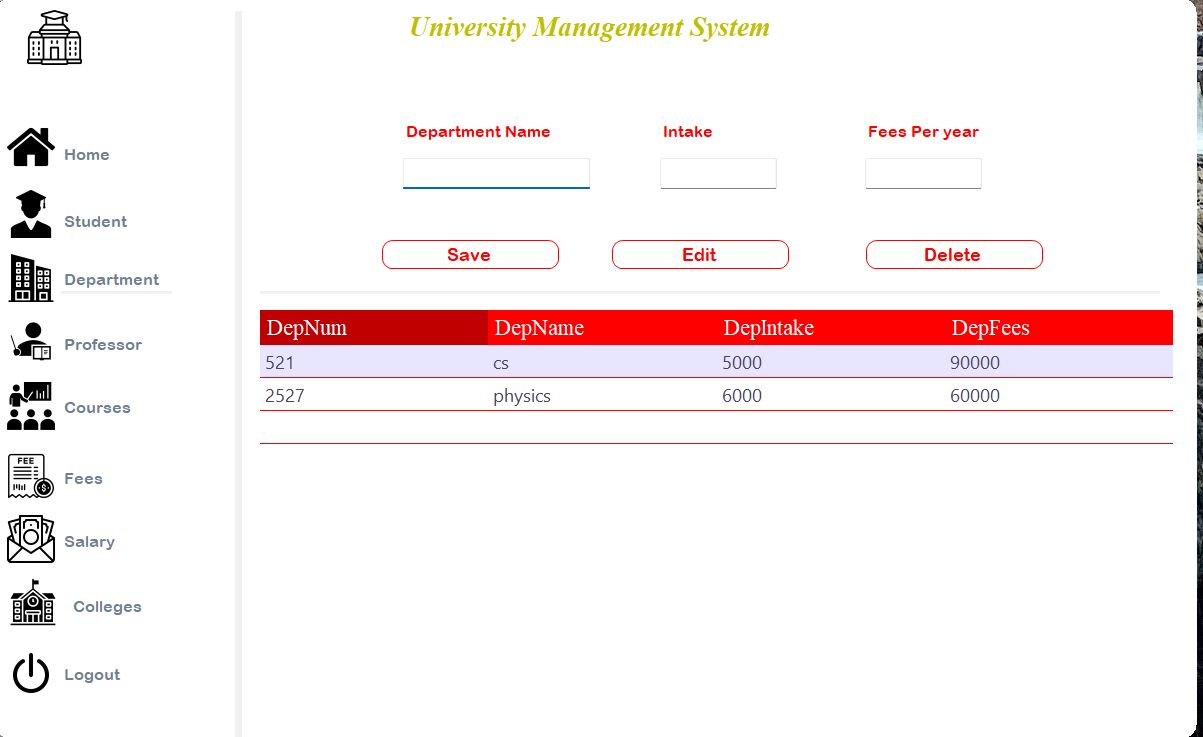 University Management System
Home
Student
Department
Professor
Courses
FEE
Fees
Salary
Colleges
Logout
Department Name Intake Fees Per year
Save Edit Delete
DepNum DepName DepIntake DepFees
521 cs 5000 90000
2527 physics 6000 60000